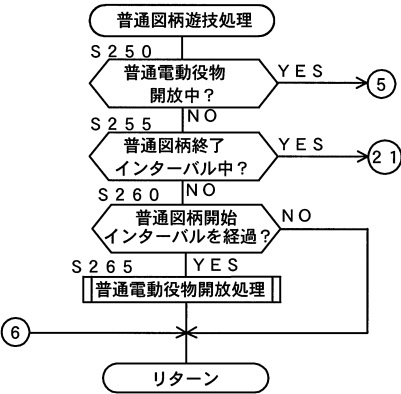 普通図柄遊技処理
S250
普通電動役物
開放中？
YES
5
NO
S255
普通図柄終了
インターバル中？
YES
21
NO
S260
普通図柄開始
インターバルを経過？
NO
S265
YES
普通電動役物開放処理
6
リターン